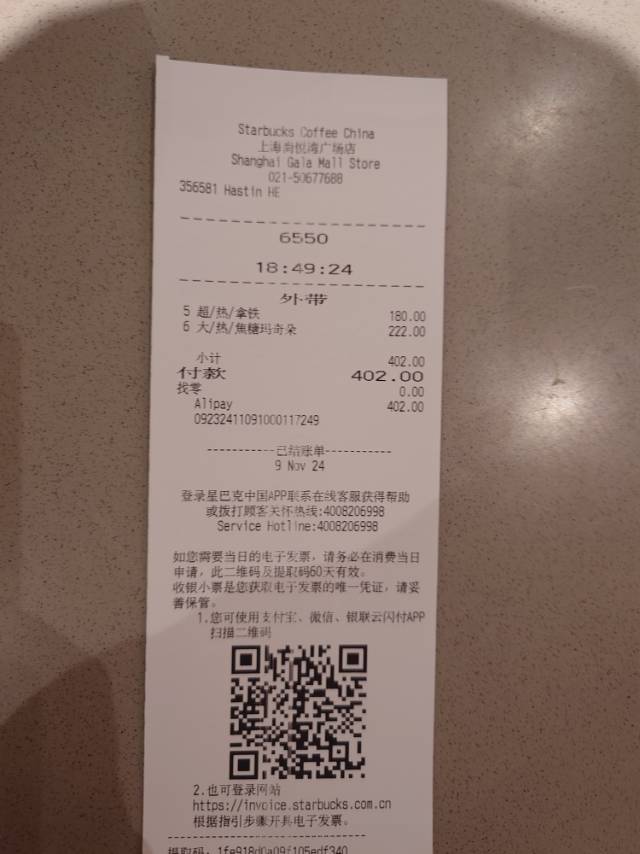 Starbucks Coffee China
上海尚悦湾广场店
Shanghai Gala Mall Store
021-50677688
356581 Hastin HE
6550
18:49:24
外带
5 超/热/拿铁 180.00
6 大/热/焦糖玛奇朵 222.00
小计 402.00
付款 402.00
找零 0.00
Alipay 402.00
09232411091000117249
-----------已结账单-----------
9 Nov 24
登录星巴克中国APP联系在线客服获得帮助
或拨打顾客关怀热线:4008206998
Service Hotline:4008206998
如您需要当日的电子发票，请务必在消费当日
申请，此二维码及提取码60天有效。
收银小票是您获取电子发票的唯一凭证，请妥
善保管。
1.您可使用支付宝、微信、银联云闪付APP
扫描二维码
2.也可登录网站
https://invoice.starbucks.com.cn
根据指引步骤开具电子发票。
提取码: 1fe918d0a09f105edf340